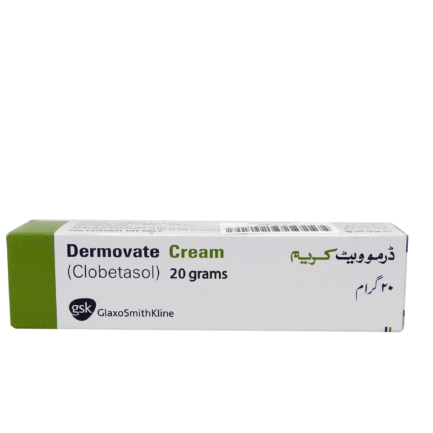 Dermovate Cream
(Clobetasol) 20 grams
gsk GlaxoSmithKline
ڈرموویٹ کریم
۲۰ گرام